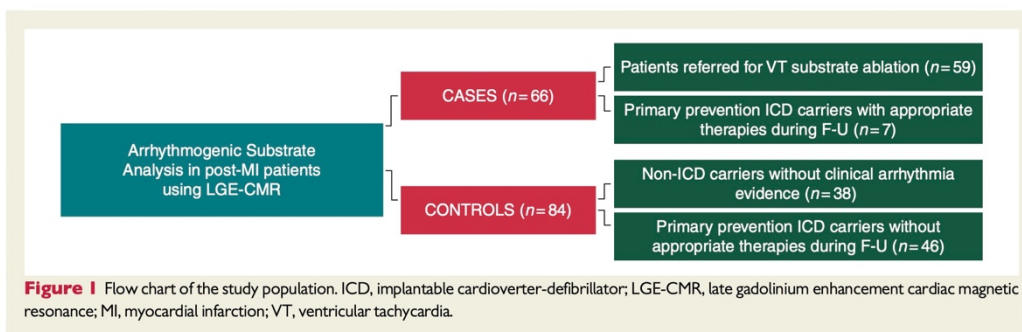 Arrhythmogenic Substrate
Analysis in post-MI patients
using LGE-CMR
CASES (n=66)
Patients referred for VT substrate ablation (n=59)
Primary prevention ICD carriers with appropriate
therapies during F-U (n=7)
CONTROLS (n=84)
Non-ICD carriers without clinical arrhythmia
evidence (n=38)
Primary prevention ICD carriers without
appropriate therapies during F-U (n=46)
Figure 1 Flow chart of the study population. ICD, implantable cardioverter-defibrillator; LGE-CMR, late gadolinium enhancement cardiac magnetic
resonance; MI, myocardial infarction; VT, ventricular tachycardia.